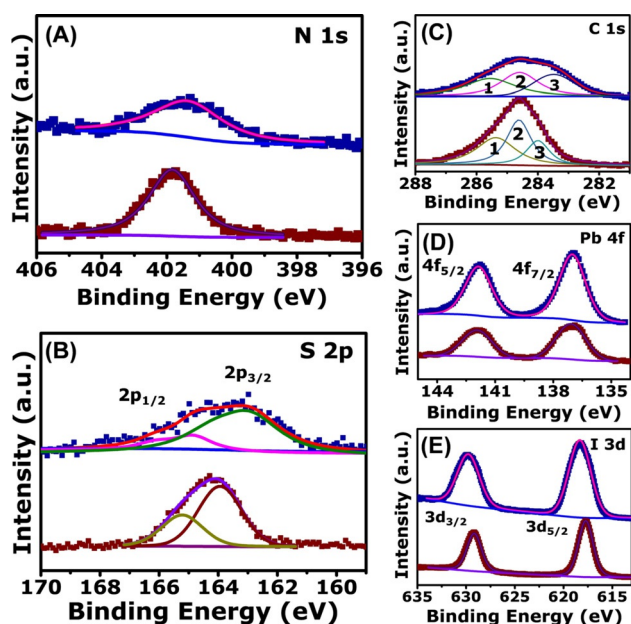 (A) N 1s
Intensity (a.u.)
406 404 402 400 398 396
Binding Energy (eV)
(B) S 2p
2p1/2
2p3/2
Intensity (a.u.)
170 168 166 164 162 160
Binding Energy (eV)
(C) C 1s
1 2 3
1 2 3
Intensity (a.u.)
288 286 284 282
Binding Energy (eV)
(D) Pb 4f
4f5/2 4f7/2
Intensity (a.u.)
144 141 138 135
Binding Energy (eV)
(E) I 3d
3d3/2 3d5/2
Intensity (a.u.)
635 630 625 620 615
Binding Energy (eV)